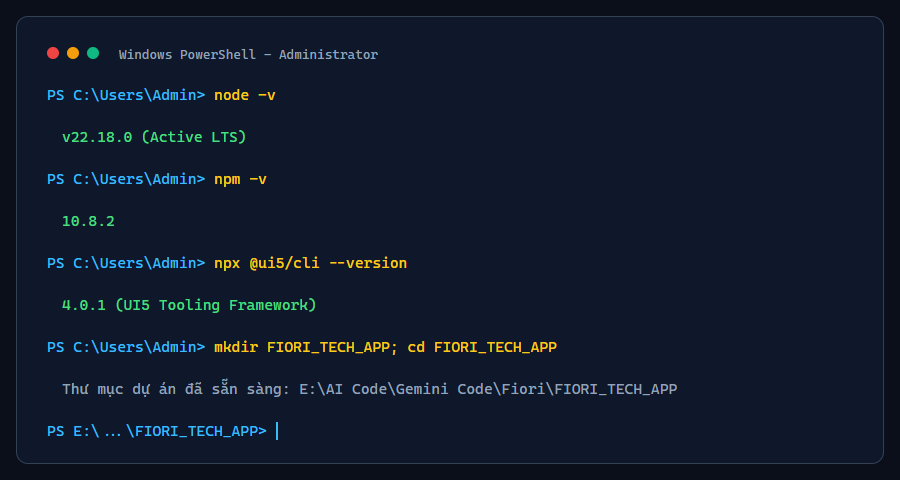 Windows PowerShell — Administrator
PS C:\Users\Admin> node -v
v22.18.0 (Active LTS)
PS C:\Users\Admin> npm -v
10.8.2
PS C:\Users\Admin> npx @ui5/cli --version
4.0.1 (UI5 Tooling Framework)
PS C:\Users\Admin> mkdir FIORI_TECH_APP; cd FIORI_TECH_APP
Thư mục dự án đã sẵn sàng: E:\AI Code\Gemini Code\Fiori\FIORI_TECH_APP
PS E:\...\FIORI_TECH_APP>